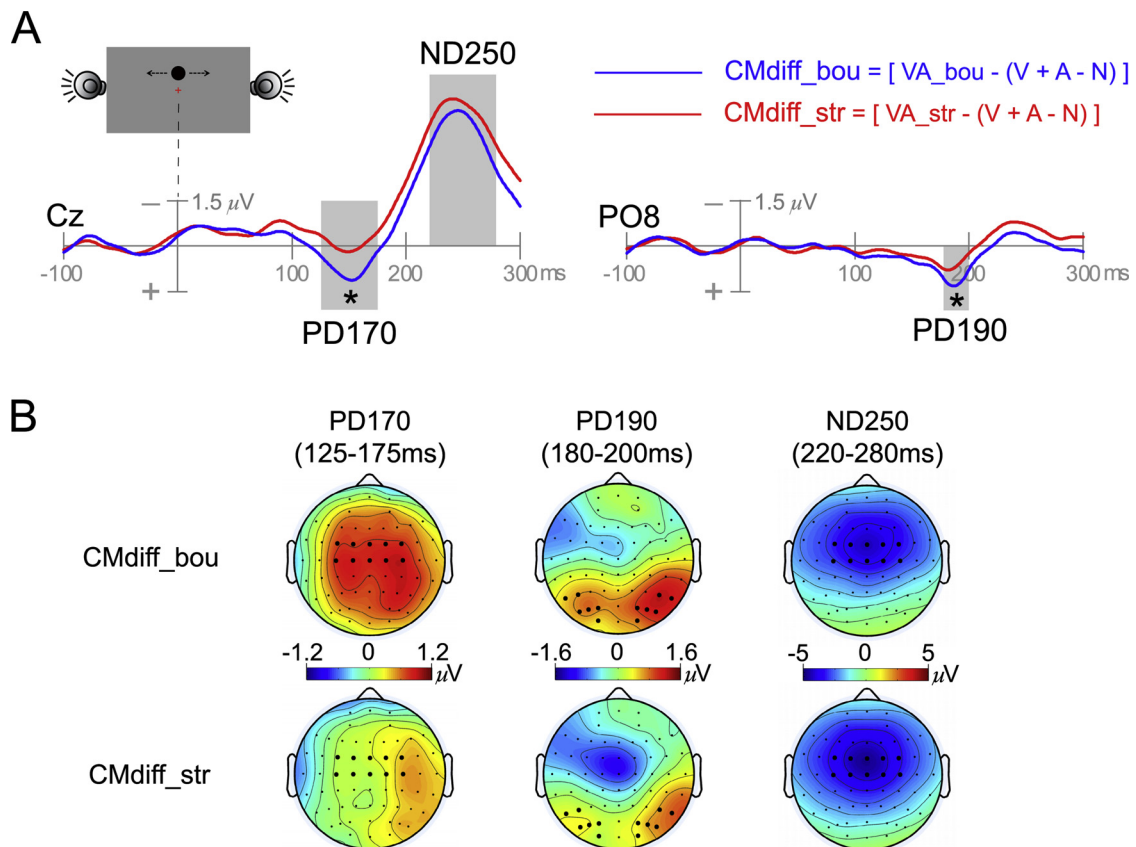 A
ND250
CMdiff_bou = [ VA_bou - (V + A - N) ]
CMdiff_str = [ VA_str - (V + A - N) ]
+
− 1.5 μV
− 1.5 μV
Cz
PO8
-100 100 200 300 ms
-100 100 200 300 ms
+ *
+ *
PD170
PD190
B
PD170 PD190 ND250
(125-175ms) (180-200ms) (220-280ms)
CMdiff_bou
-1.2 0 1.2 μV
-1.6 0 1.6 μV
-5 0 5 μV
CMdiff_str